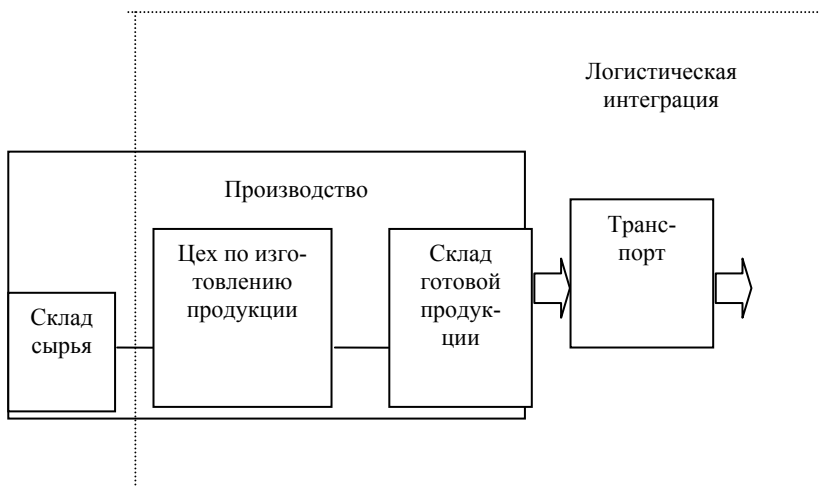 Логистическая
интеграция
Производство
Цех по изго-
товлению
продукции
Склад
готовой
продук-
ции
Транс-
порт
Склад
сырья